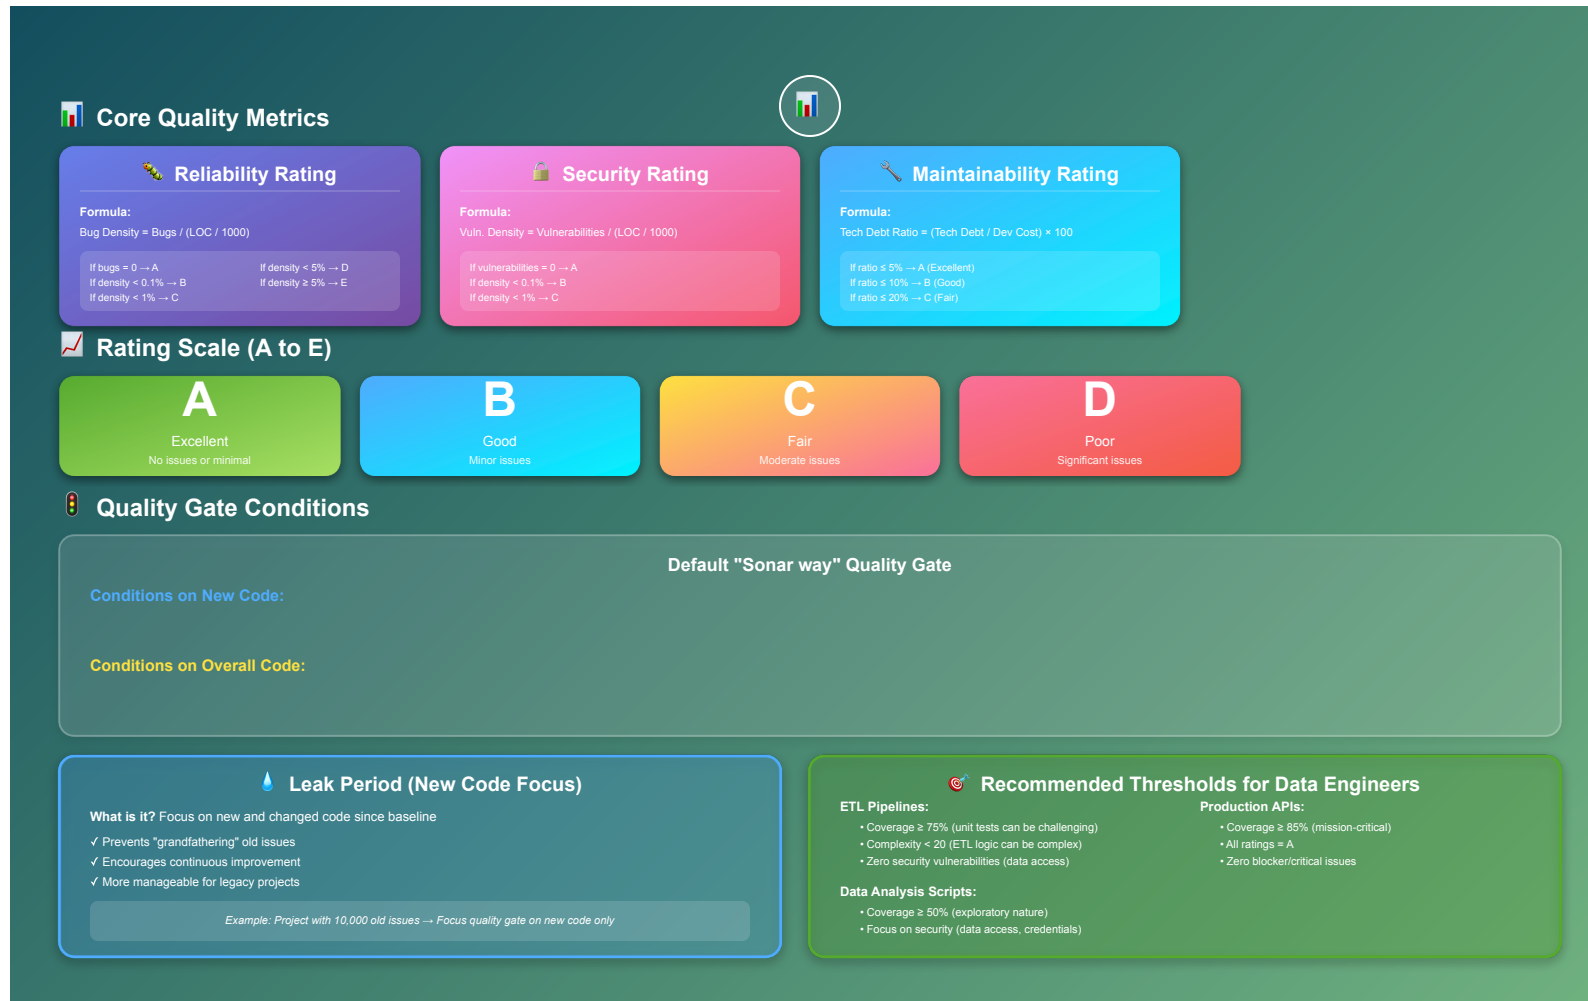 Core Quality Metrics
Reliability Rating
Formula:
Bug Density = Bugs / (LOC / 1000)
If bugs = 0 → A
If density < 0.1% → B
If density < 1% → C
If density < 5% → D
If density ≥ 5% → E
Security Rating
Formula:
Vuln. Density = Vulnerabilities / (LOC / 1000)
If vulnerabilities = 0 → A
If density < 0.1% → B
If density < 1% → C
Maintainability Rating
Formula:
Tech Debt Ratio = (Tech Debt / Dev Cost) × 100
If ratio ≤ 5% → A (Excellent)
If ratio ≤ 10% → B (Good)
If ratio ≤ 20% → C (Fair)
Rating Scale (A to E)
A
Excellent
No issues or minimal
B
Good
Minor issues
C
Fair
Moderate issues
D
Poor
Significant issues
Quality Gate Conditions
Default "Sonar way" Quality Gate
Conditions on New Code:
Conditions on Overall Code:
Leak Period (New Code Focus)
What is it? Focus on new and changed code since baseline
✓ Prevents "grandfathering" old issues
✓ Encourages continuous improvement
✓ More manageable for legacy projects
Example: Project with 10,000 old issues → Focus quality gate on new code only
Recommended Thresholds for Data Engineers
ETL Pipelines:
• Coverage ≥ 75% (unit tests can be challenging)
• Complexity < 20 (ETL logic can be complex)
• Zero security vulnerabilities (data access)
Data Analysis Scripts:
• Coverage ≥ 50% (exploratory nature)
• Focus on security (data access, credentials)
Production APIs:
• Coverage ≥ 85% (mission-critical)
• All ratings = A
• Zero blocker/critical issues